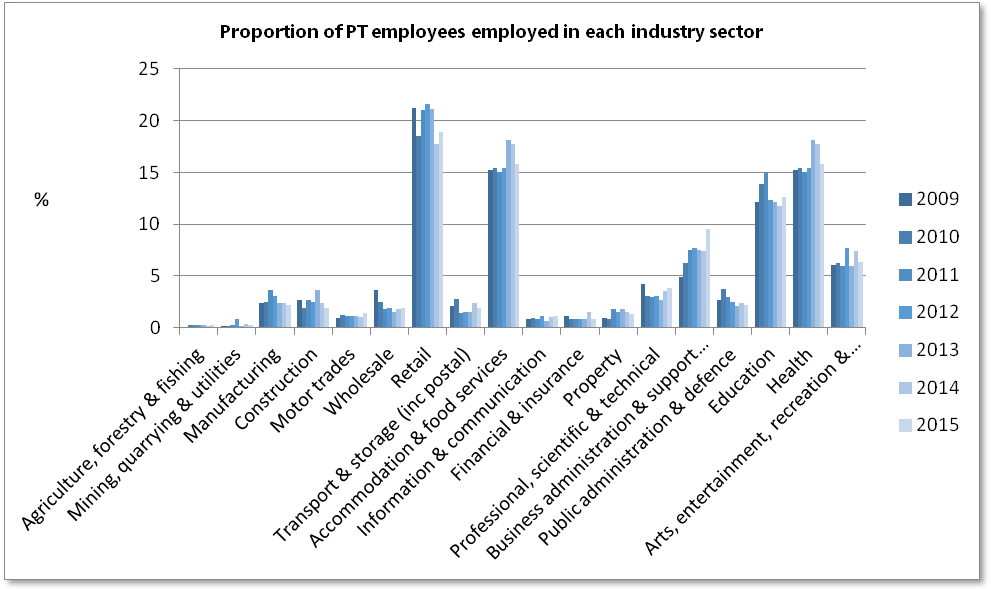 Proportion of PT employees employed in each industry sector
25
20
15
10
5
0
%
Agriculture, forestry & fishing
Mining, quarrying & utilities
Manufacturing
Construction
Motor trades
Wholesale
Retail
Transport & storage (inc postal)
Accommodation & food services
Information & communication
Financial & insurance
Property
Professional, scientific & technical
Business administration & support...
Public administration & defence
Education
Health
Arts, entertainment, recreation &...
2009
2010
2011
2012
2013
2014
2015